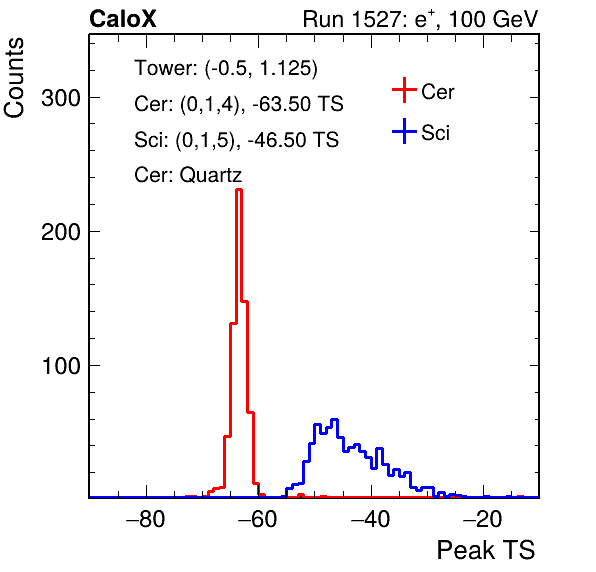 CaloX Run 1527: e⁺, 100 GeV
Counts
Tower: (-0.5, 1.125)
Cer: (0,1,4), -63.50 TS
Sci: (0,1,5), -46.50 TS
Cer: Quartz
Cer
Sci
300
200
100
−80 −60 −40 −20
Peak TS